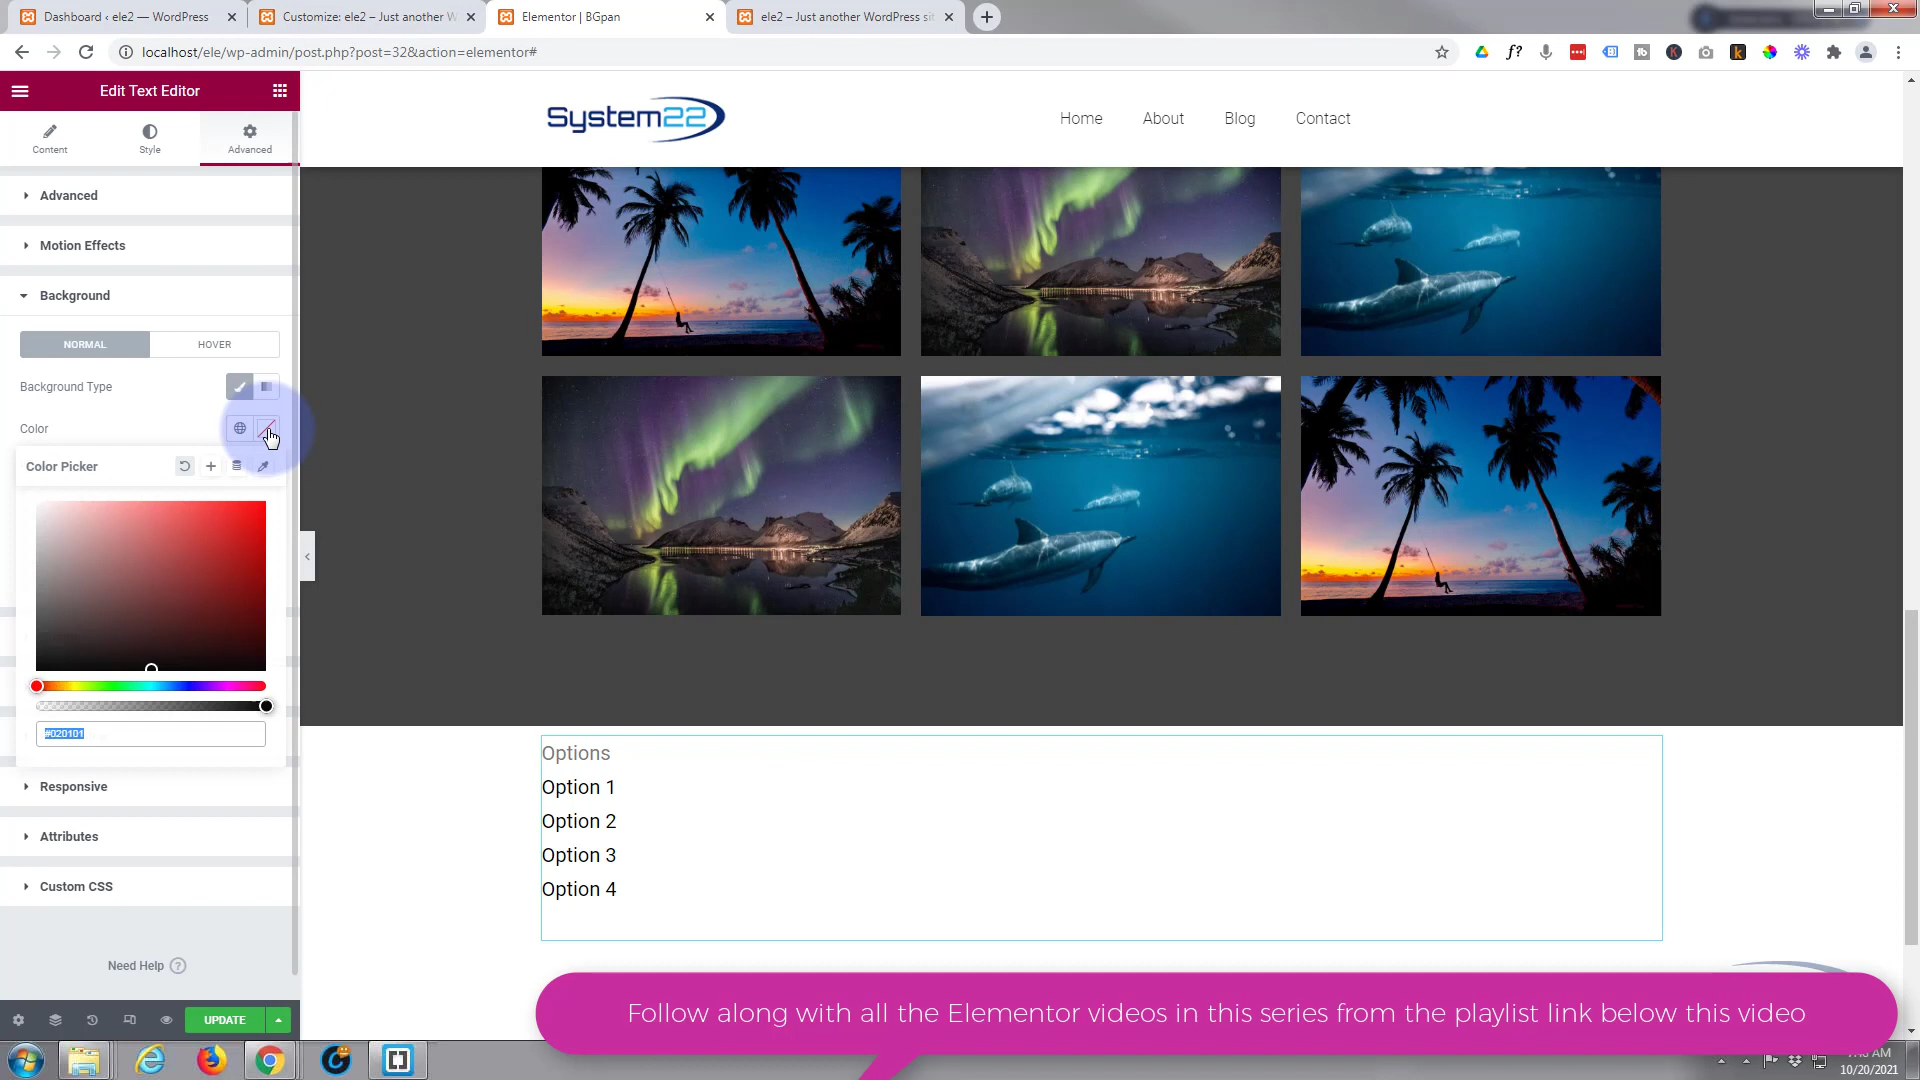 Dashboard ‹ ele2 — WordPress
Customize: ele2 – Just another W
Elementor | BGpan
ele2 – Just another WordPress sit
localhost/ele/wp-admin/post.php?post=32&action=elementor#
Edit Text Editor
Content
Style
Advanced
Advanced
Motion Effects
Background
NORMAL
HOVER
Background Type
Color
Color Picker
#020101
Responsive
Attributes
Custom CSS
Need Help
UPDATE
System22
Home
About
Blog
Contact
Options
Option 1
Option 2
Option 3
Option 4
Follow along with all the Elementor videos in this series from the playlist link below this video
10/20/2021